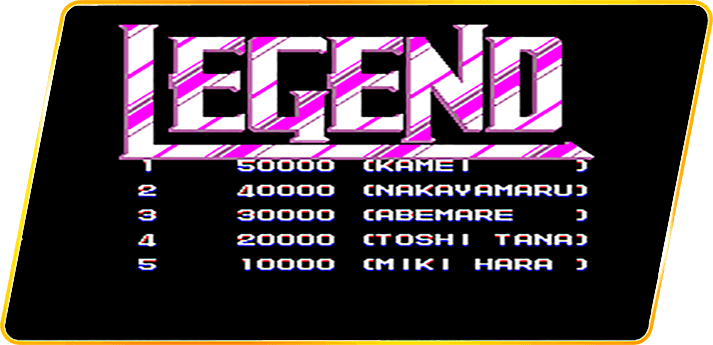 LEGEND
1 50000 (KAMEI )
2 40000 (NAKAYAMARU)
3 30000 (ABEMARE )
4 20000 (TOSHI TANA)
5 10000 (MIKI HARA )